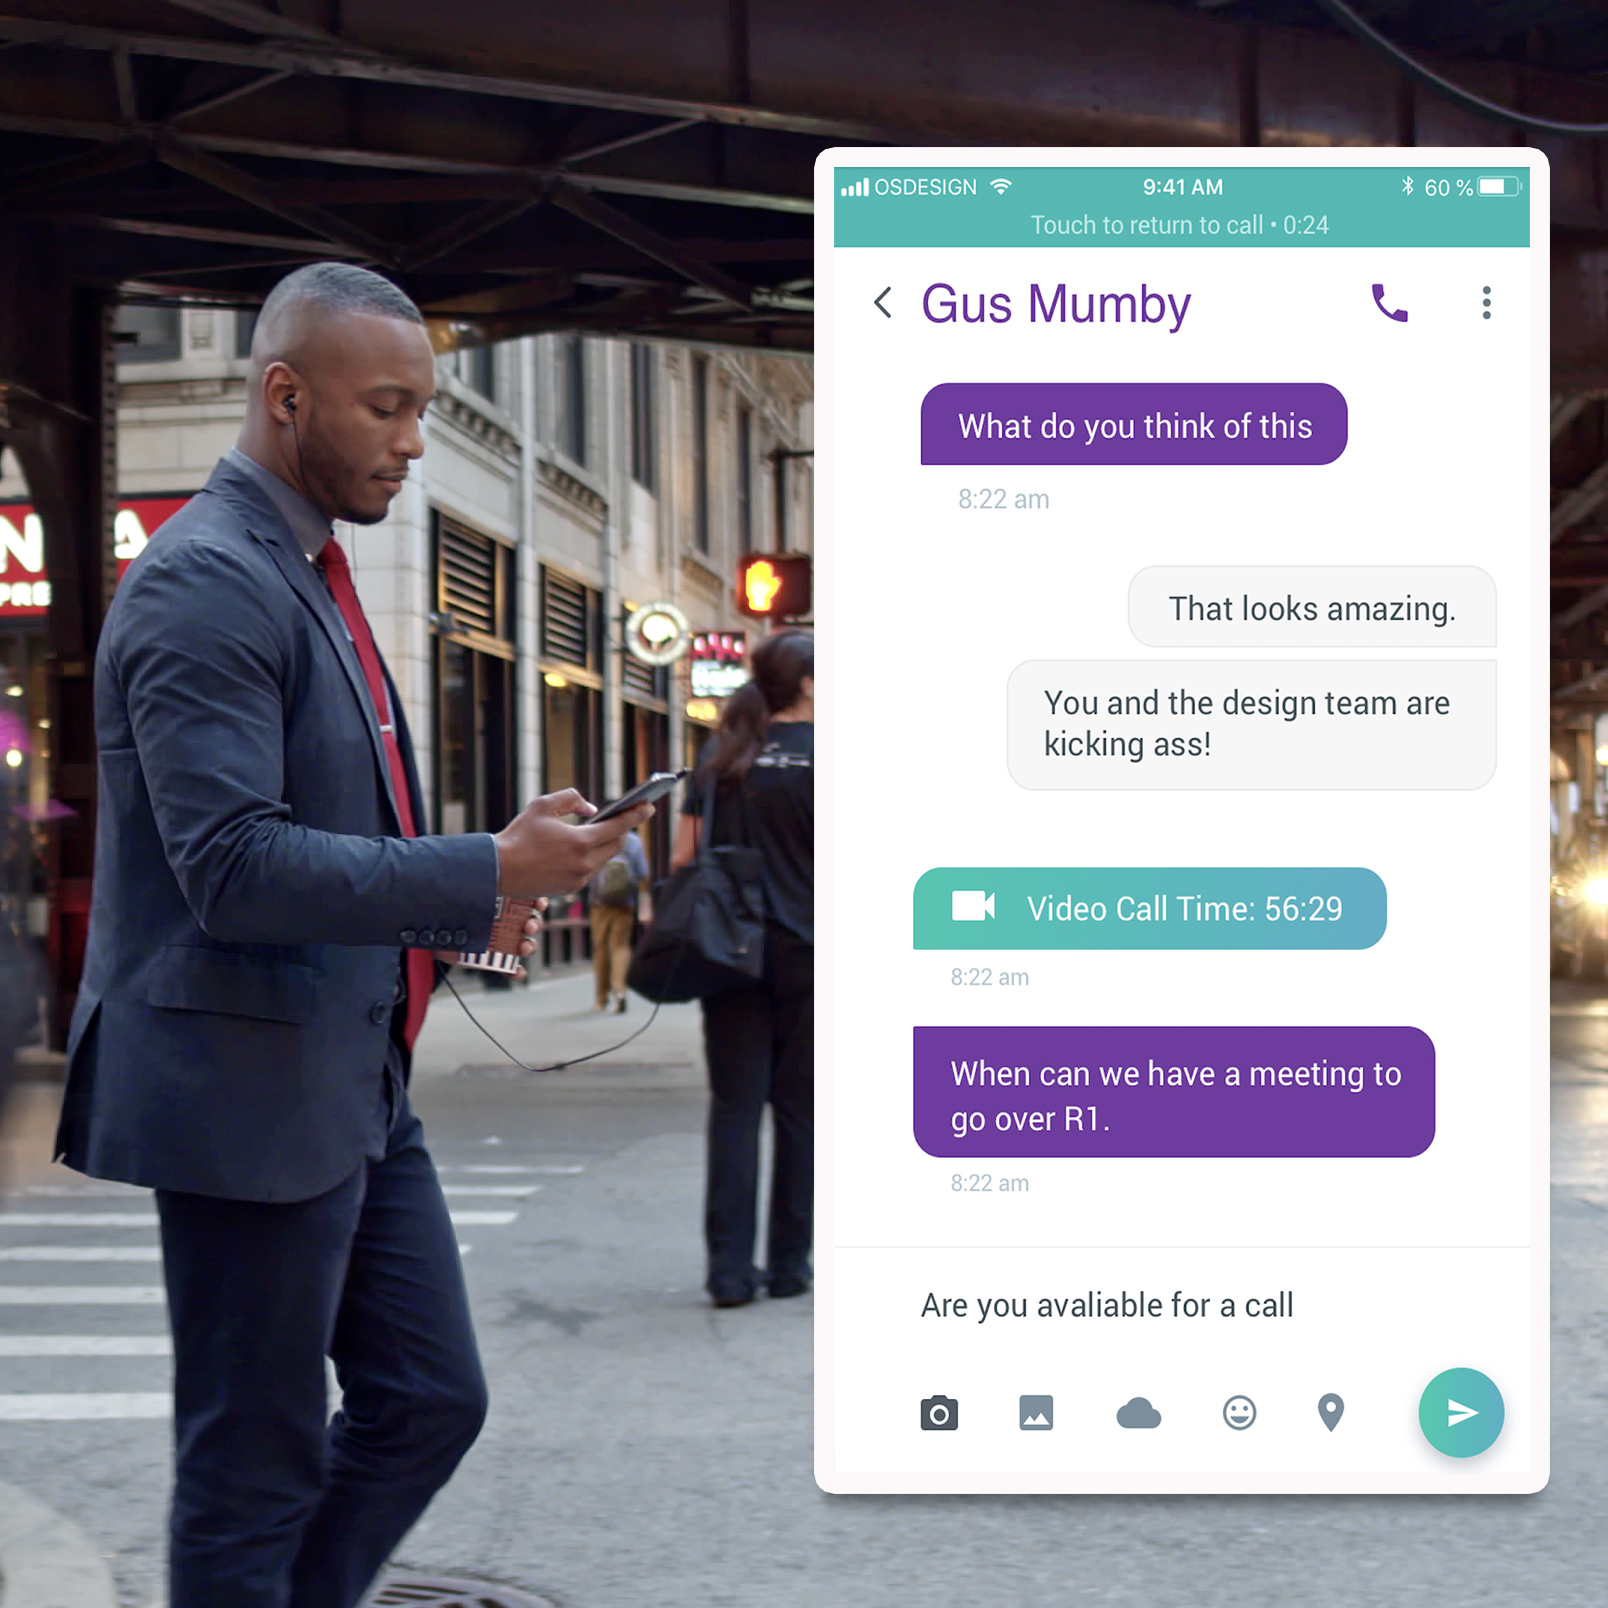 NA
PRE
OSDESIGN
9:41 AM
60 %
Touch to return to call • 0:24
Gus Mumby
What do you think of this
8:22 am
That looks amazing.
You and the design team are
kicking ass!
Video Call Time: 56:29
8:22 am
When can we have a meeting to
go over R1.
8:22 am
Are you avaliable for a call